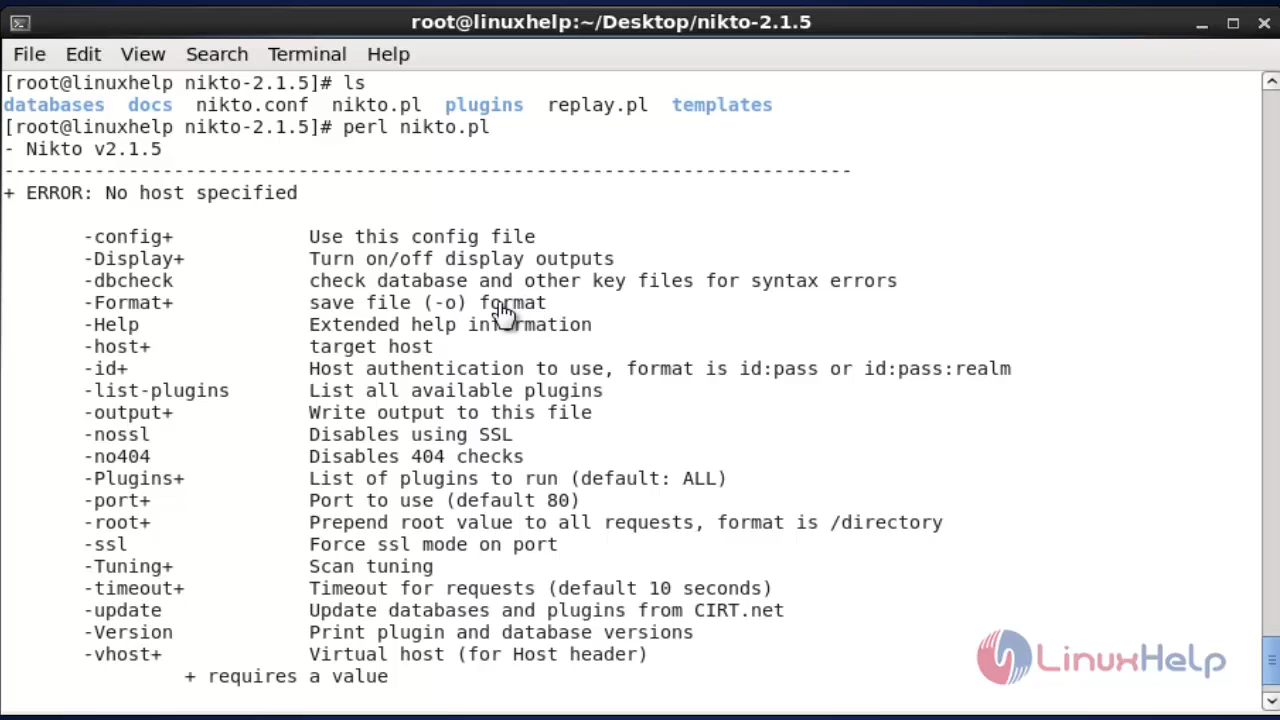 root@linuxhelp:~/Desktop/nikto-2.1.5
File Edit View Search Terminal Help
[root@linuxhelp nikto-2.1.5]# ls
databases docs nikto.conf nikto.pl plugins replay.pl templates
[root@linuxhelp nikto-2.1.5]# perl nikto.pl
- Nikto v2.1.5
---------------------------------------------------------------------------
+ ERROR: No host specified
-config+ Use this config file
-Display+ Turn on/off display outputs
-dbcheck check database and other key files for syntax errors
-Format+ save file (-o) format
-Help Extended help information
-host+ target host
-id+ Host authentication to use, format is id:pass or id:pass:realm
-list-plugins List all available plugins
-output+ Write output to this file
-nossl Disables using SSL
-no404 Disables 404 checks
-Plugins+ List of plugins to run (default: ALL)
-port+ Port to use (default 80)
-root+ Prepend root value to all requests, format is /directory
-ssl Force ssl mode on port
-Tuning+ Scan tuning
-timeout+ Timeout for requests (default 10 seconds)
-update Update databases and plugins from CIRT.net
-Version Print plugin and database versions
-vhost+ Virtual host (for Host header)
+ requires a value
LinuxHelp